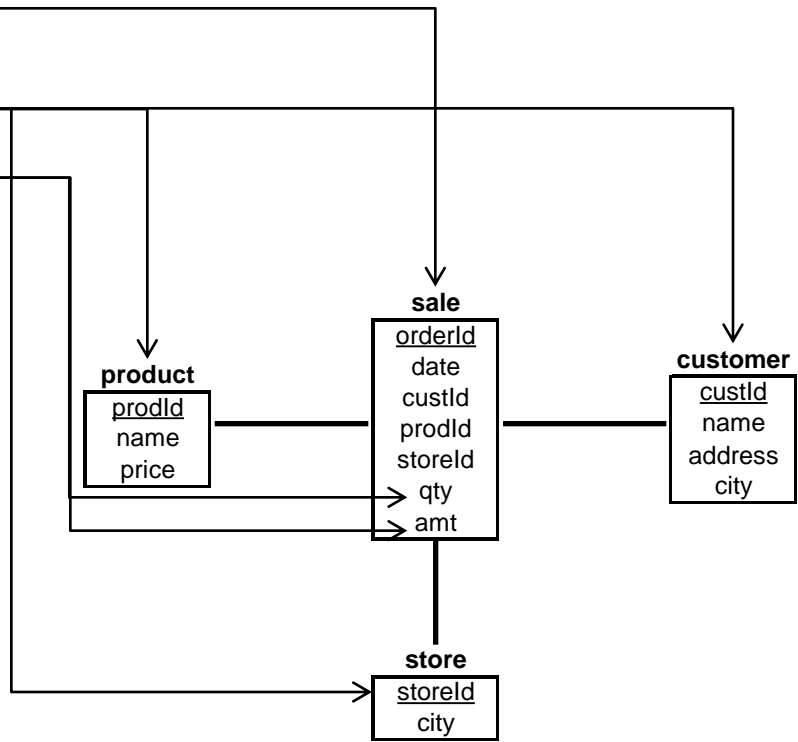 sale
orderId
date
custId
prodId
storeId
qty
amt
product
prodId
name
price
customer
custId
name
address
city
store
storeId
city